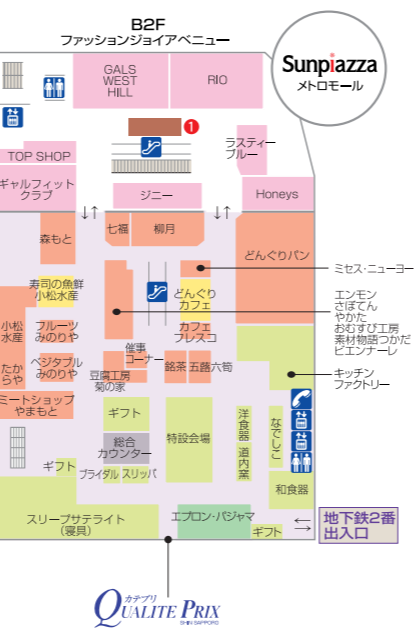 B2F
ファッションジョイアベニュー
Sunpiazza
メトロモール
GALS
WEST
HILL
RIO
1
TOP SHOP
ラスティー
ブルー
ギャルフィット
クラブ
ジニー
Honeys
森もと
七福
柳月
どんぐりパン
ミセス・ニューヨー
寿司の魚鮮
小松水産
どんぐり
カフェ
エンモン
さぼてん
やかた
おむすび工房
素材物語つかだ
ビエンナーレ
小松
水産
フルーツ
みのりや
カフェ
フレスコ
催事
コーナー
たか
らや
ベジタブル
みのりや
豆腐工房
菊の家
銘茶
五蕗六筍
キッチン
ファクトリー
ミートショップ
やまもと
ギフト
特設会場
洋食器
道内業
なでしこ
総合
カウンター
ギフト
ブライダル
スリッパ
和食器
スリープサテライト
(寝具)
エプロン・パジャマ
ギフト
地下鉄2番
出入口
カテプリ
QUALITE PRIX
SHIN SAPPORO